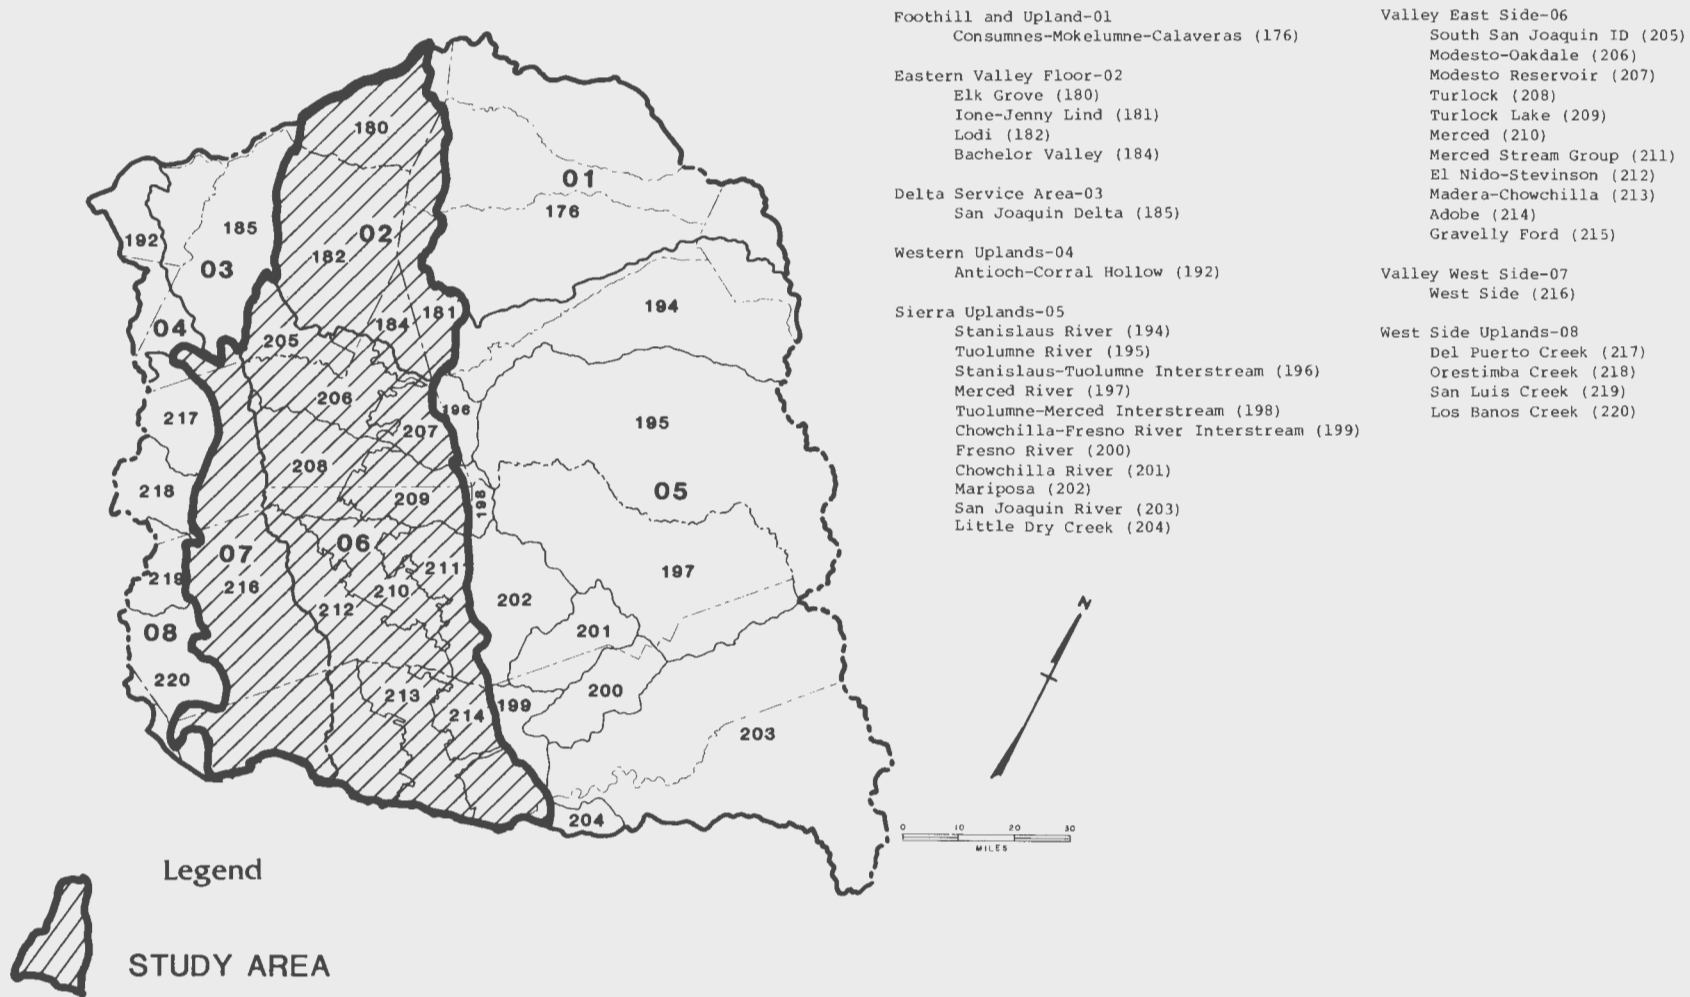 Foothill and Upland-01
Consumnes-Mokelumne-Calaveras (176)
Eastern Valley Floor-02
Elk Grove (180)
Ione-Jenny Lind (181)
Lodi (182)
Bachelor Valley (184)
Delta Service Area-03
San Joaquin Delta (185)
Western Uplands-04
Antioch-Corral Hollow (192)
Sierra Uplands-05
Stanislaus River (194)
Tuolumne River (195)
Stanislaus-Tuolumne Interstream (196)
Merced River (197)
Tuolumne-Merced Interstream (198)
Chowchilla-Fresno River Interstream (199)
Fresno River (200)
Chowchilla River (201)
Mariposa (202)
San Joaquin River (203)
Little Dry Creek (204)
Valley East Side-06
South San Joaquin ID (205)
Modesto-Oakdale (206)
Modesto Reservoir (207)
Turlock (208)
Turlock Lake (209)
Merced (210)
Merced Stream Group (211)
El Nido-Stevinson (212)
Madera-Chowchilla (213)
Adobe (214)
Gravelly Ford (215)
Valley West Side-07
West Side (216)
West Side Uplands-08
Del Puerto Creek (217)
Orestimba Creek (218)
San Luis Creek (219)
Los Banos Creek (220)
180
01
176
185
192
02
182
03
194
181
184
04
205
206
196
217
207
195
208
218
209
198
05
06
07
211
197
219
216
210
202
212
08
201
220
213
200
199
214
203
204
N
0 10 20 30
MILES
Legend
STUDY AREA